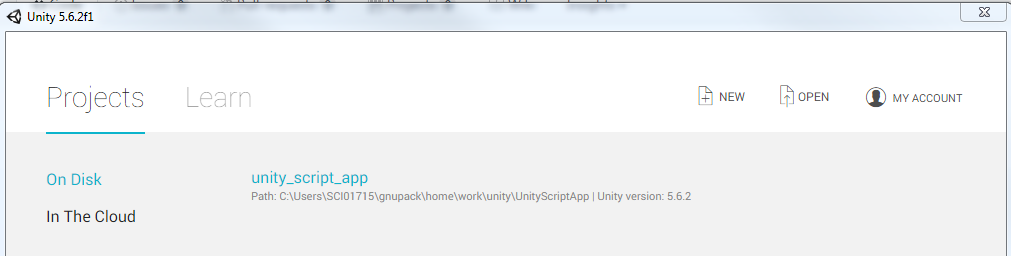 Unity 5.6.2f1
Projects Learn NEW OPEN MY ACCOUNT
On Disk
In The Cloud
unity_script_app
Path: C:\Users\SCI01715\gnupack\home\work\unity\UnityScriptApp | Unity version: 5.6.2